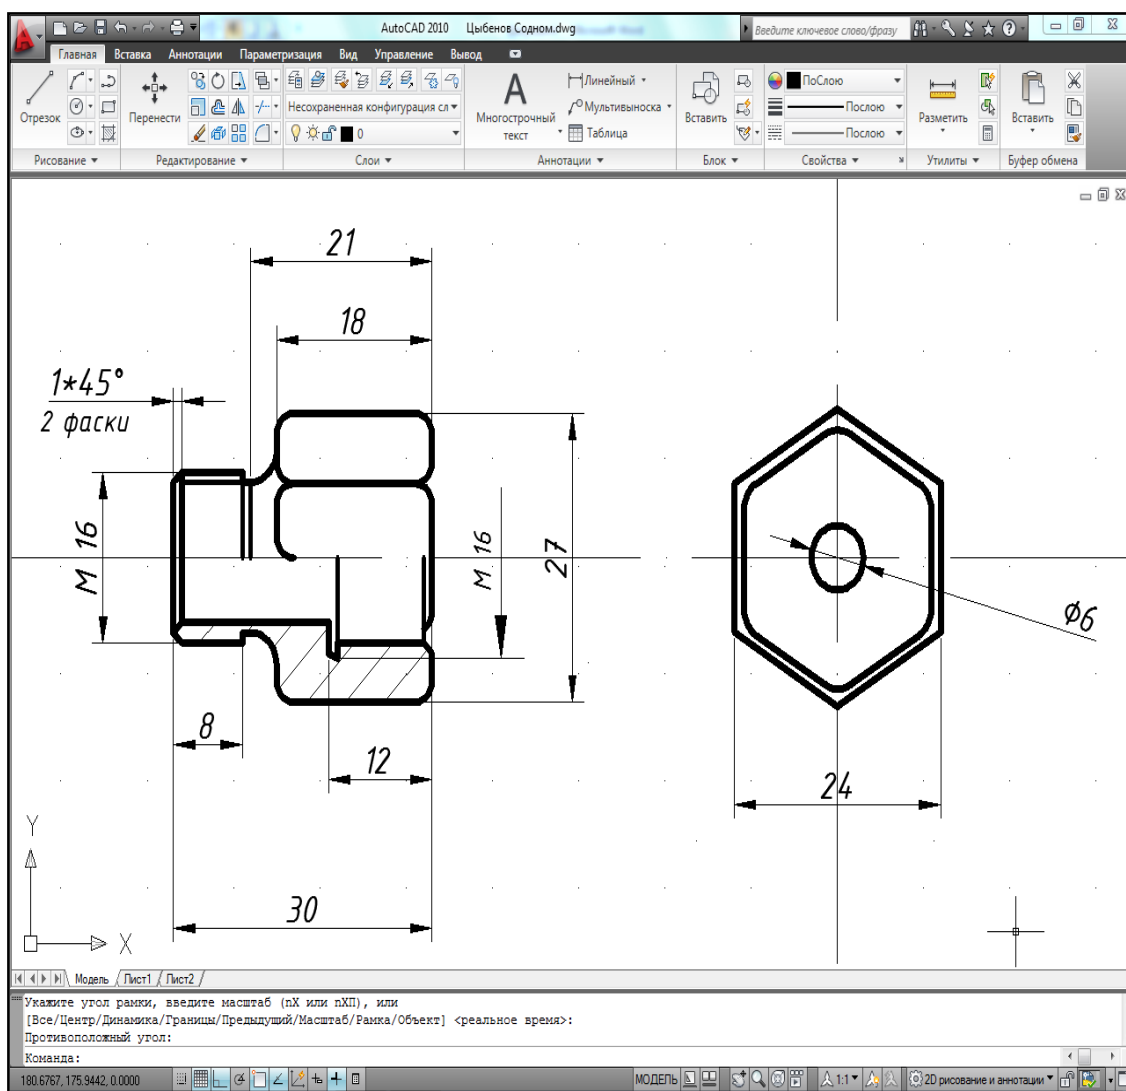 AutoCAD 2010 Цыбенов Содном.dwg
Введите ключевое слово/фразу
Главная Вставка Аннотации Параметризация Вид Управление Вывод
Отрезок
Перенести
Несохраненная конфигурация сл
0
A
Многострочный текст
Линейный
Мультивыноска
Таблица
Вставить
ПоСлою
Послою
Послою
Разметить
Вставить
Рисование Редактирование Слои Аннотации Блок Свойства Утилиты Буфер обмена
21
18
1*45°
2 фаски
М 16
М 16
27
Ø6
8
12
24
30
Y
X
Модель Лист1 Лист2
Укажите угол рамки, введите масштаб (nX или nXП), или
[Все/Центр/Динамика/Границы/Предыдущий/Масштаб/Рамка/Объект] <реальное время>:
Противоположный угол:
Команда:
180.6767, 175.9442, 0.0000 МОДЕЛЬ 1:1 2D рисование и аннотации